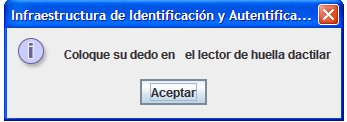 Infraestructura de Identificación y Autentifica...
Coloque su dedo en el lector de huella dactilar
Aceptar